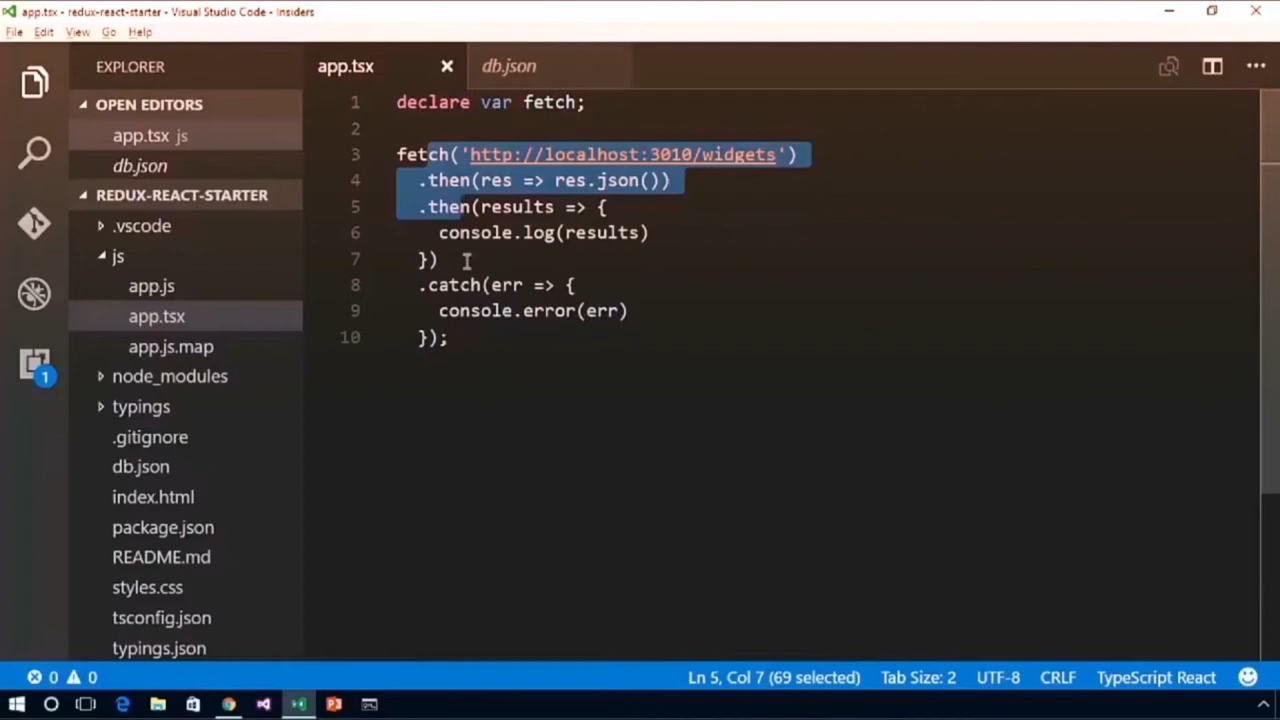 app.tsx - redux-react-starter - Visual Studio Code - Insiders
File Edit View Go Help
EXPLORER
OPEN EDITORS
app.tsx js
db.json
REDUX-REACT-STARTER
.vscode
js
app.js
app.tsx
app.js.map
node_modules
typings
.gitignore
db.json
index.html
package.json
README.md
styles.css
tsconfig.json
typings.json
1
app.tsx db.json
1 declare var fetch;
2
3 fetch('http://localhost:3010/widgets')
4 .then(res => res.json())
5 .then(results => {
6 console.log(results)
7 })
8 .catch(err => {
9 console.error(err)
10 });
0 0 Ln 5, Col 7 (69 selected) Tab Size: 2 UTF-8 CRLF TypeScript React